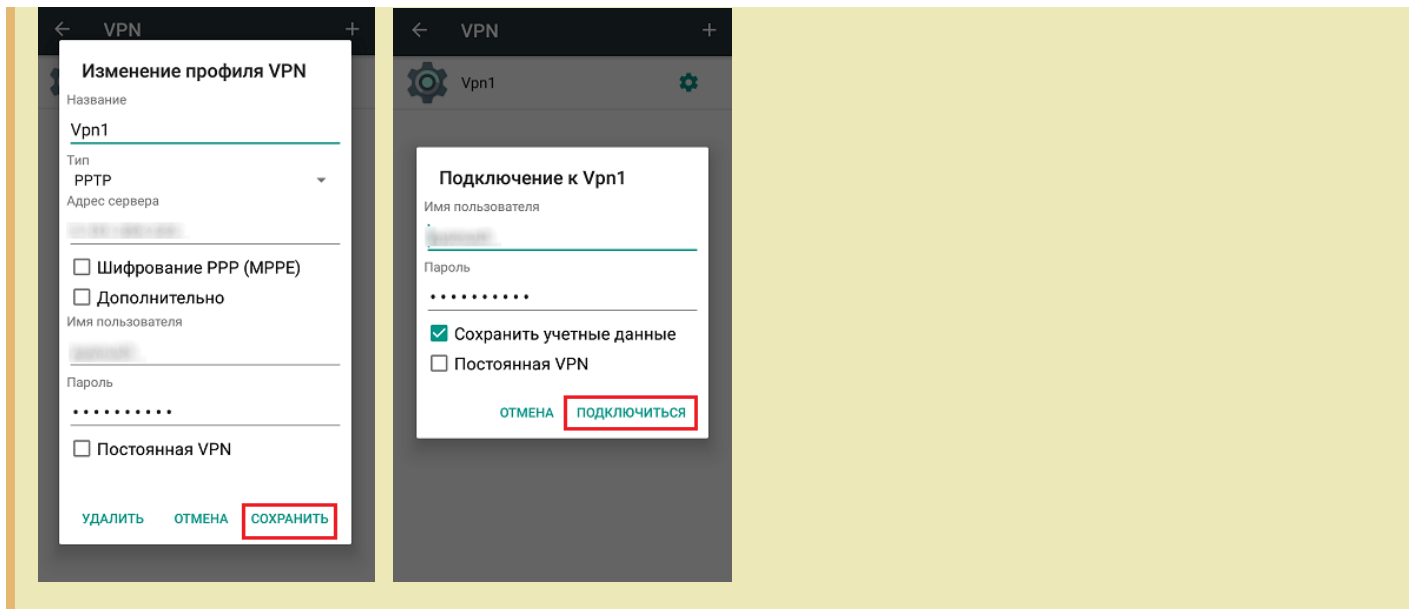 VPN
Изменение профиля VPN
Название
Vpn1
Тип
PPTP
Адрес сервера
Шифрование PPP (MPPE)
Дополнительно
Имя пользователя
Пароль
Постоянная VPN
УДАЛИТЬ ОТМЕНА СОХРАНИТЬ
VPN
Vpn1
Подключение к Vpn1
Имя пользователя
Пароль
Сохранить учетные данные
Постоянная VPN
ОТМЕНА ПОДКЛЮЧИТЬСЯ